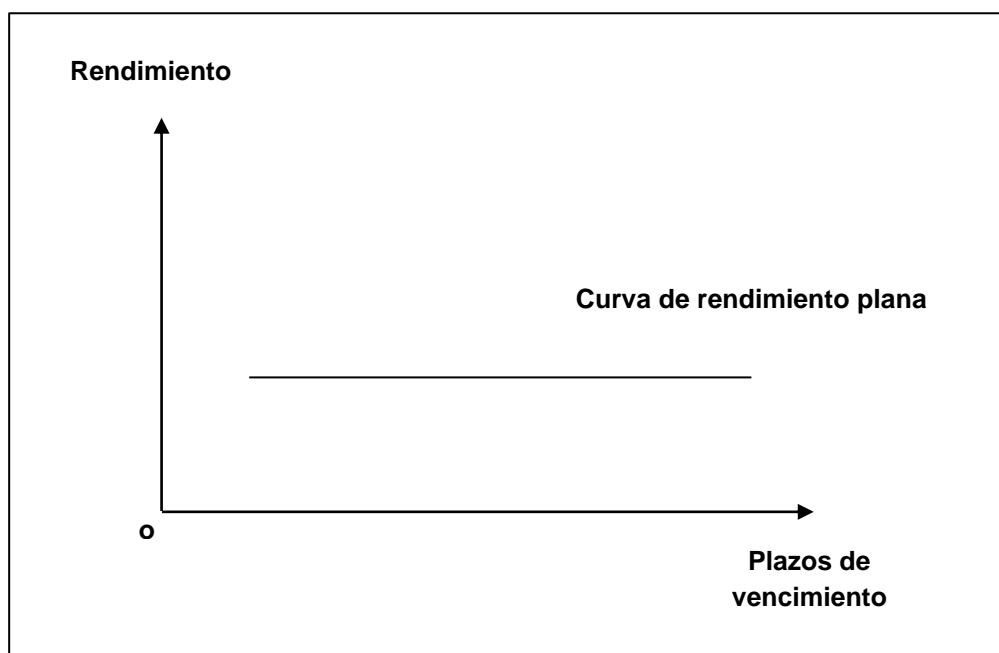 Rendimiento
Curva de rendimiento plana
o
Plazos de
vencimiento